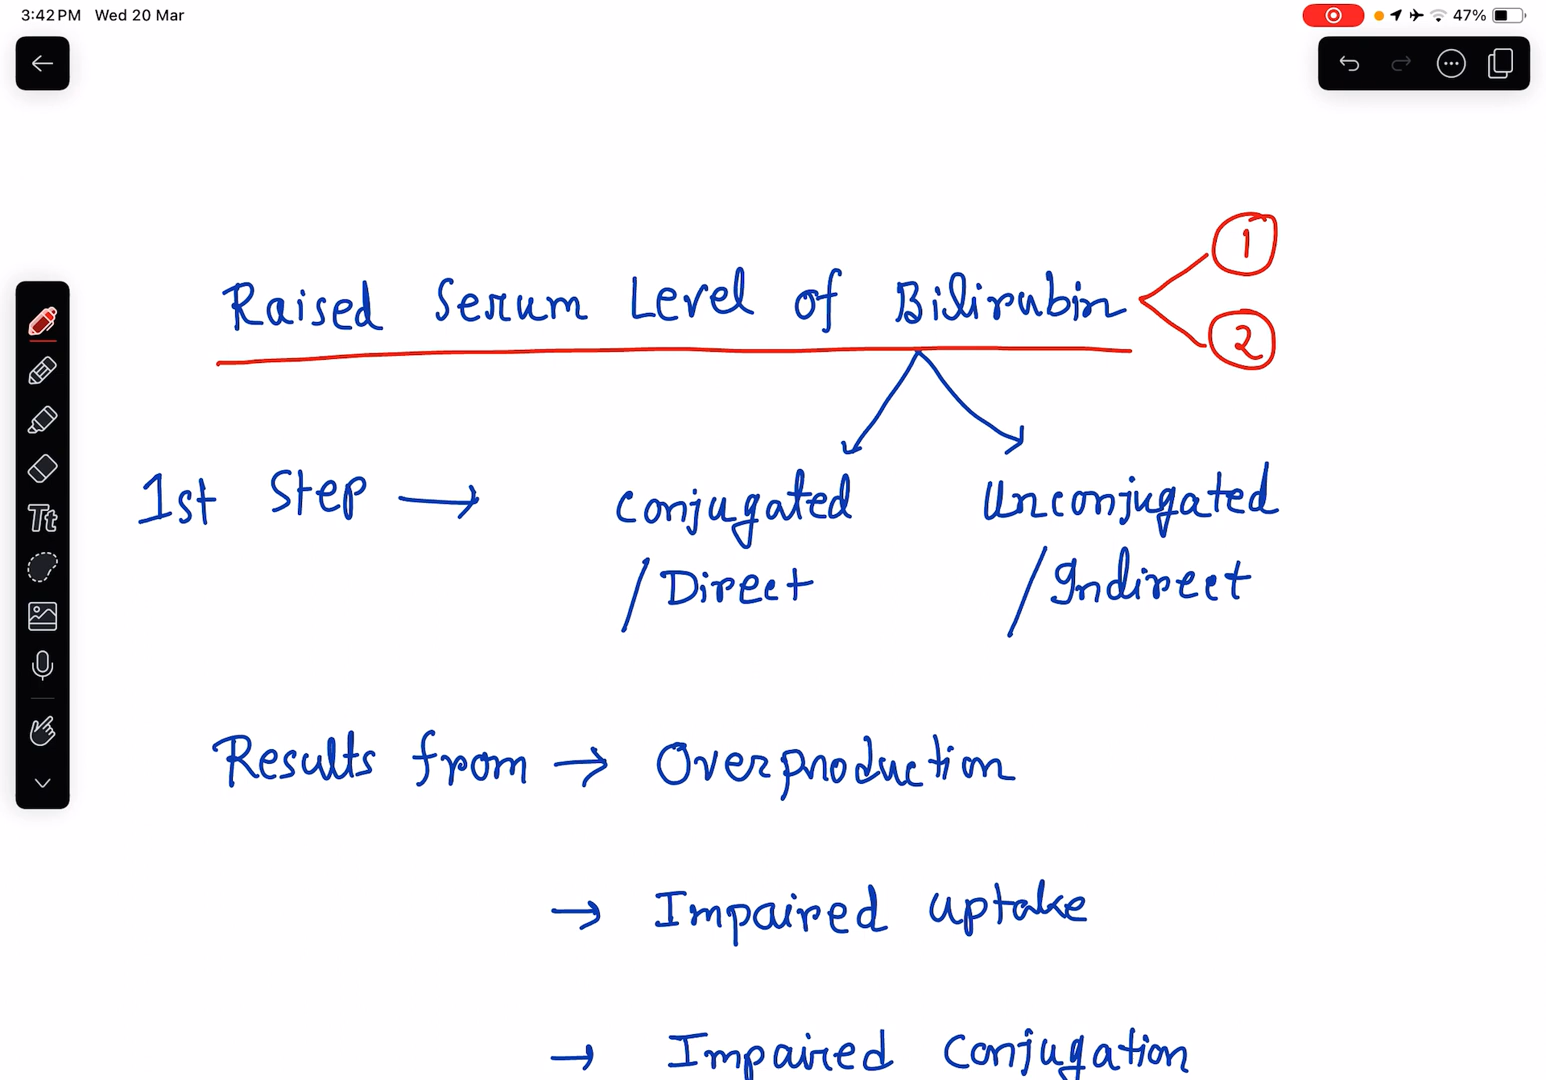 3:42 PM Wed 20 Mar 47%
1
Raised Serum Level of Bilirubin
2
1st Step → Conjugated Unconjugated
/Direct /Indirect
Tt
Results from → Overproduction
→ Impaired uptake
→ Impaired Conjugation